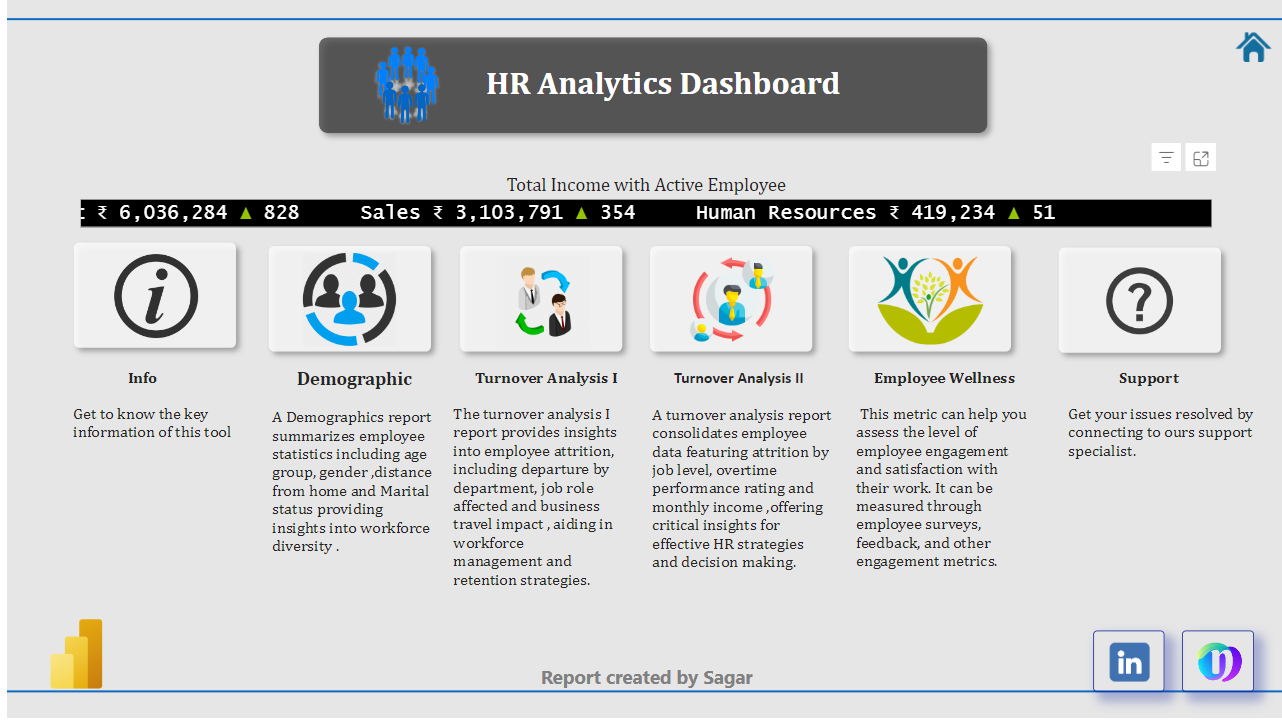 HR Analytics Dashboard
Total Income with Active Employee
₹ 6,036,284 ▲ 828 Sales ₹ 3,103,791 ▲ 354 Human Resources ₹ 419,234 ▲ 51
Info
Get to know the key
information of this tool
Demographic
A Demographics report
summarizes employee
statistics including age
group, gender ,distance
from home and Marital
status providing
insights into workforce
diversity .
Turnover Analysis I
The turnover analysis I
report provides insights
into employee attrition,
including departure by
department, job role
affected and business
travel impact , aiding in
workforce
management and
retention strategies.
Turnover Analysis II
A turnover analysis report
consolidates employee
data featuring attrition by
job level, overtime
performance rating and
monthly income ,offering
critical insights for
effective HR strategies
and decision making.
Employee Wellness
This metric can help you
assess the level of
employee engagement
and satisfaction with
their work. It can be
measured through
employee surveys,
feedback, and other
engagement metrics.
Support
Get your issues resolved by
connecting to ours support
specialist.
Report created by Sagar
in